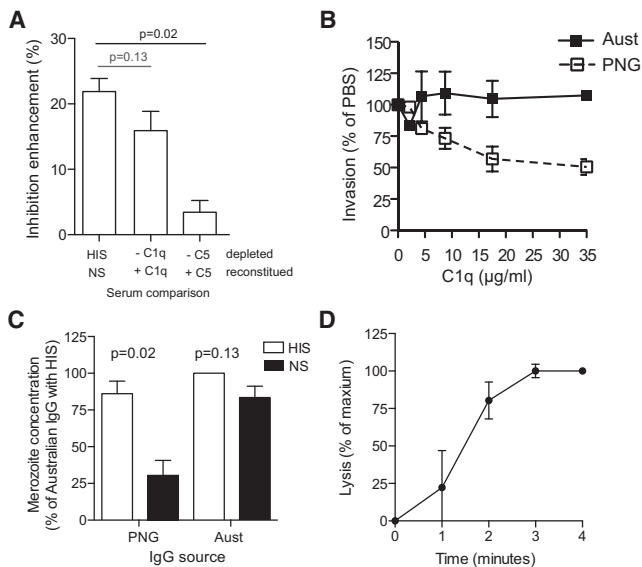 A
p=0.02
p=0.13
Inhibition enhancement (%)
30
20
10
0
HIS - C1q - C5 depleted
NS + C1q + C5 reconstitued
Serum comparison
B
Aust
PNG
Invasion (% of PBS)
150
125
100
75
50
25
0
0 5 10 15 20 25 30 35
C1q (µg/ml)
C
p=0.02 p=0.13
HIS
NS
Merozoite concentration
(% of Australian IgG with HIS)
100
75
50
25
0
PNG Aust
IgG source
D
Lysis (% of maxium)
125
100
75
50
25
0
0 1 2 3 4
Time (minutes)